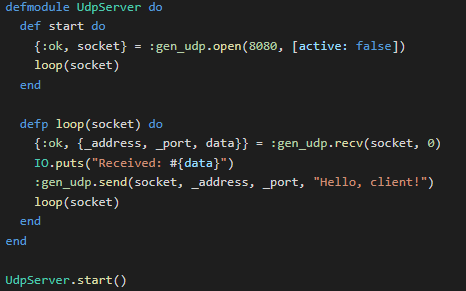 defmodule UdpServer do
  def start do
    {:ok, socket} = :gen_udp.open(8080, [active: false])
    loop(socket)
  end

  defp loop(socket) do
    {:ok, {_address, _port, data}} = :gen_udp.recv(socket, 0)
    IO.puts("Received: #{data}")
    :gen_udp.send(socket, _address, _port, "Hello, client!")
    loop(socket)
  end
end

UdpServer.start()